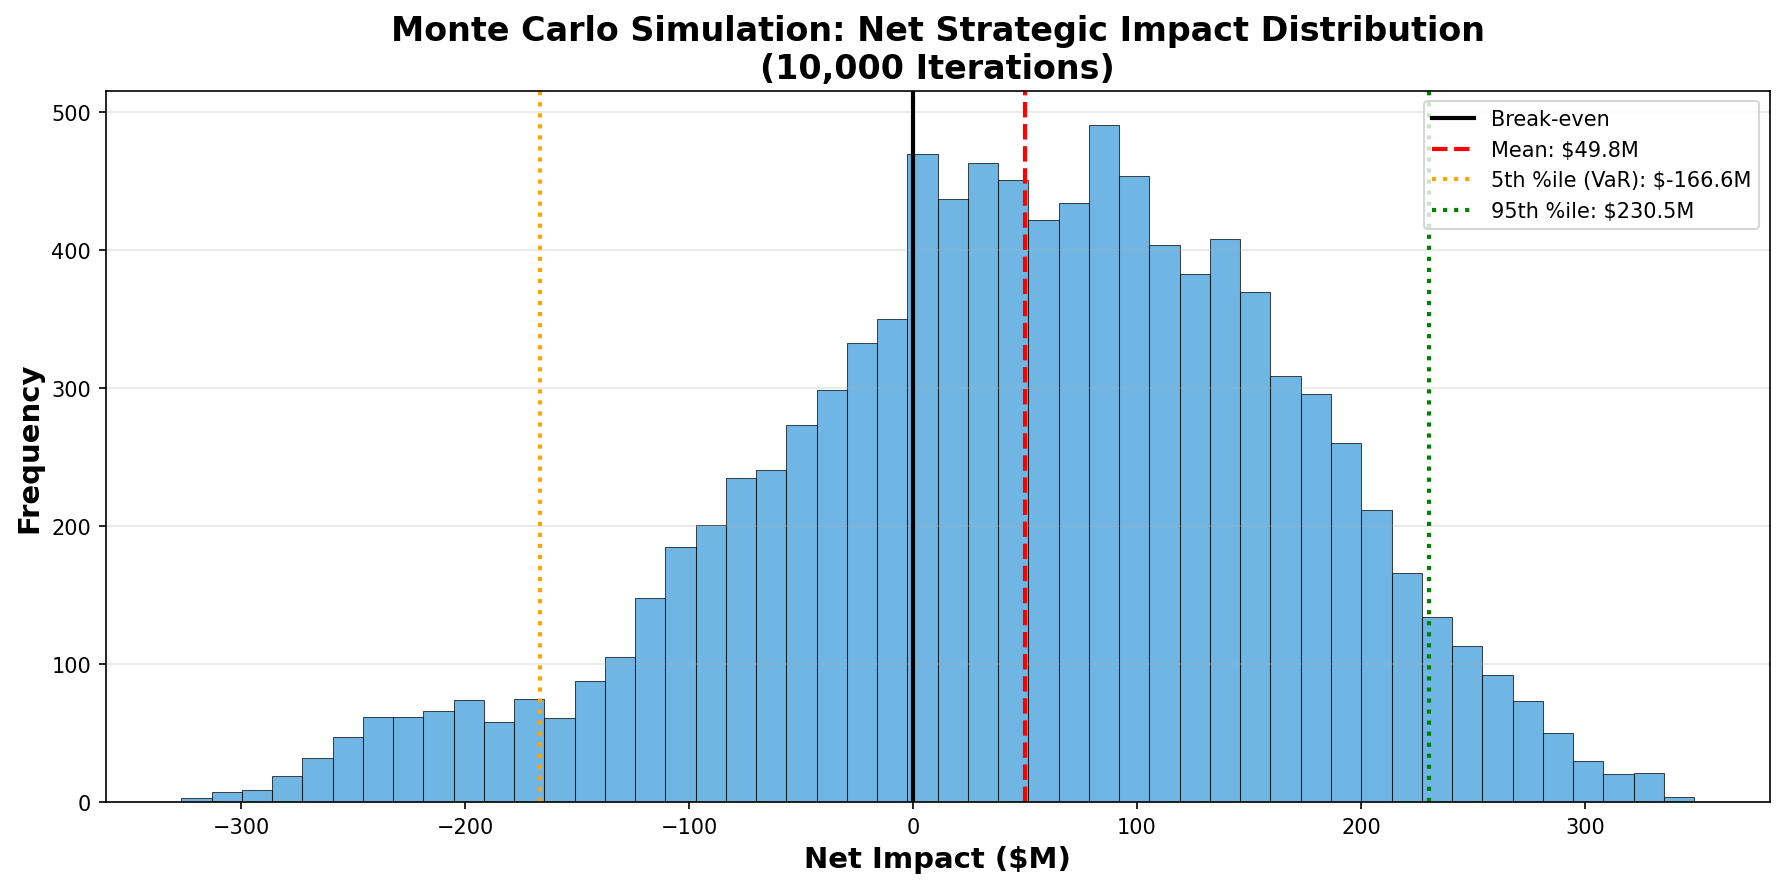 Monte Carlo Simulation: Net Strategic Impact Distribution
(10,000 Iterations)
Break-even
Mean: $49.8M
5th %ile (VaR): $-166.6M
95th %ile: $230.5M
Frequency
500
400
300
200
100
0
−300
−200
−100
0
100
200
300
Net Impact ($M)